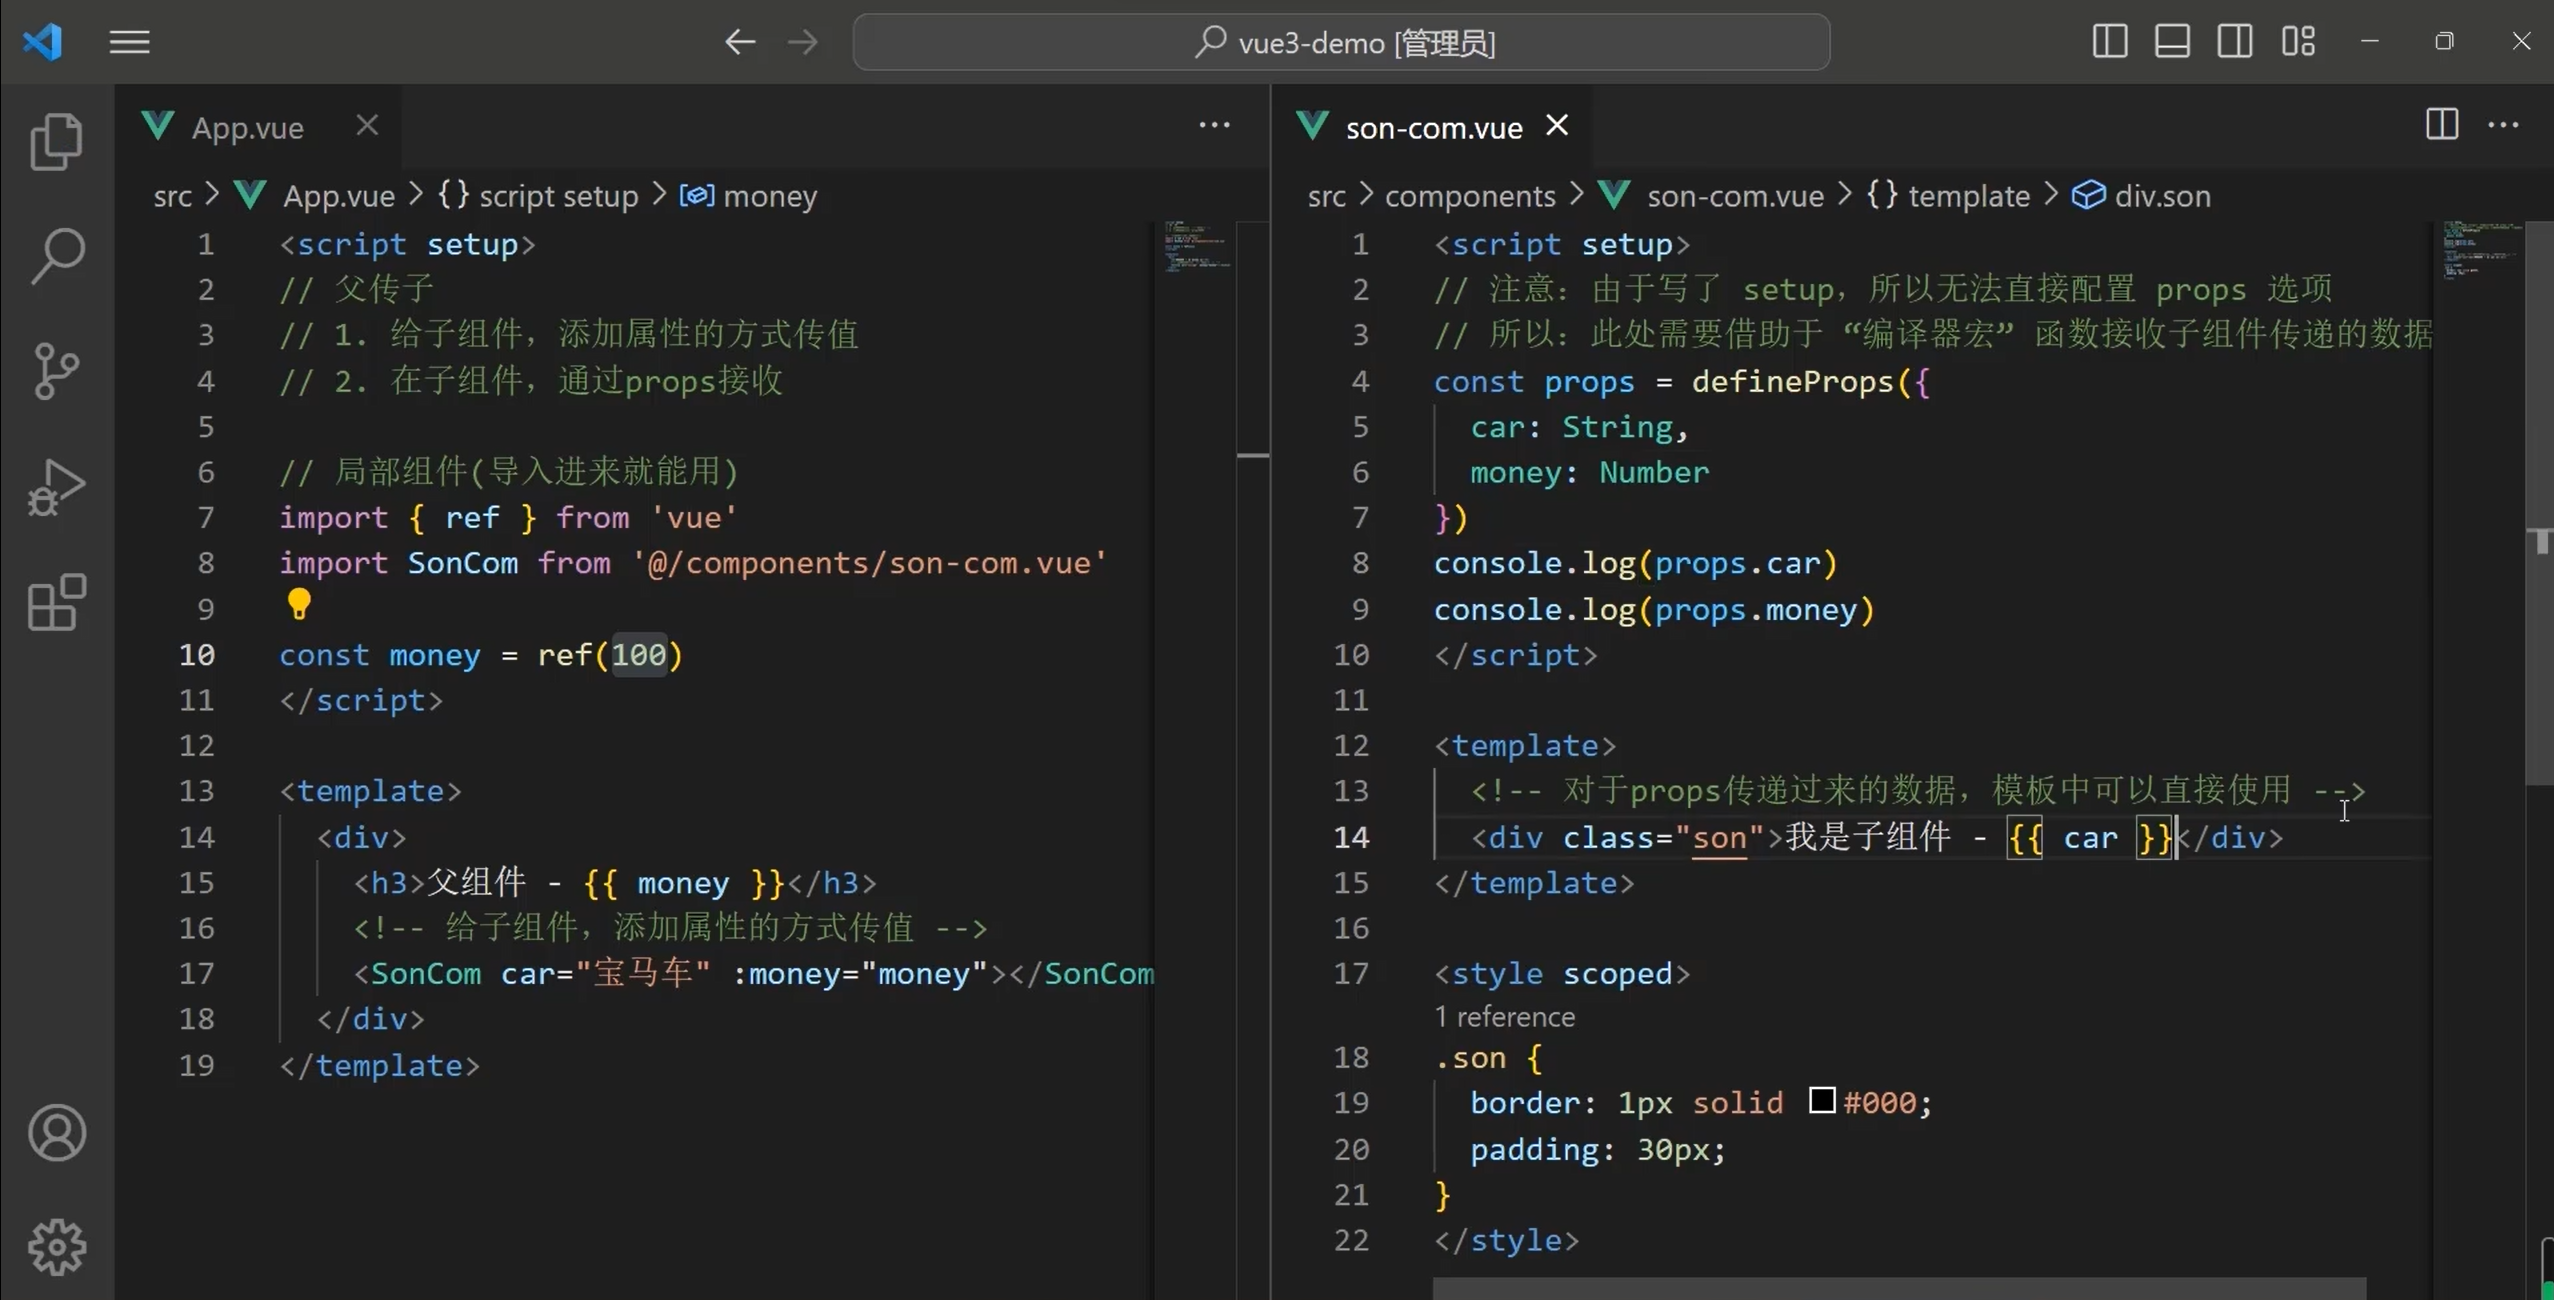 vue3-demo [管理员]
App.vue
src > App.vue > {} script setup > money
1 <script setup>
2 // 父传子
3 // 1. 给子组件，添加属性的方式传值
4 // 2. 在子组件，通过props接收
5
6 // 局部组件(导入进来就能用)
7 import { ref } from 'vue'
8 import SonCom from '@/components/son-com.vue'
9
10 const money = ref(100)
11 </script>
12
13 <template>
14 <div>
15 <h3>父组件 - {{ money }}</h3>
16 <!-- 给子组件，添加属性的方式传值 -->
17 <SonCom car="宝马车" :money="money"></SonCom
18 </div>
19 </template>
son-com.vue
src > components > son-com.vue > {} template > div.son
1 <script setup>
2 // 注意：由于写了 setup，所以无法直接配置 props 选项
3 // 所以：此处需要借助于 “编译器宏” 函数接收子组件传递的数据
4 const props = defineProps({
5 car: String,
6 money: Number
7 })
8 console.log(props.car)
9 console.log(props.money)
10 </script>
11
12 <template>
13 <!-- 对于props传递过来的数据，模板中可以直接使用 -->
14 <div class="son">我是子组件 - {{ car }}</div>
15 </template>
16
17 <style scoped>
1 reference
18 .son {
19 border: 1px solid #000;
20 padding: 30px;
21 }
22 </style>